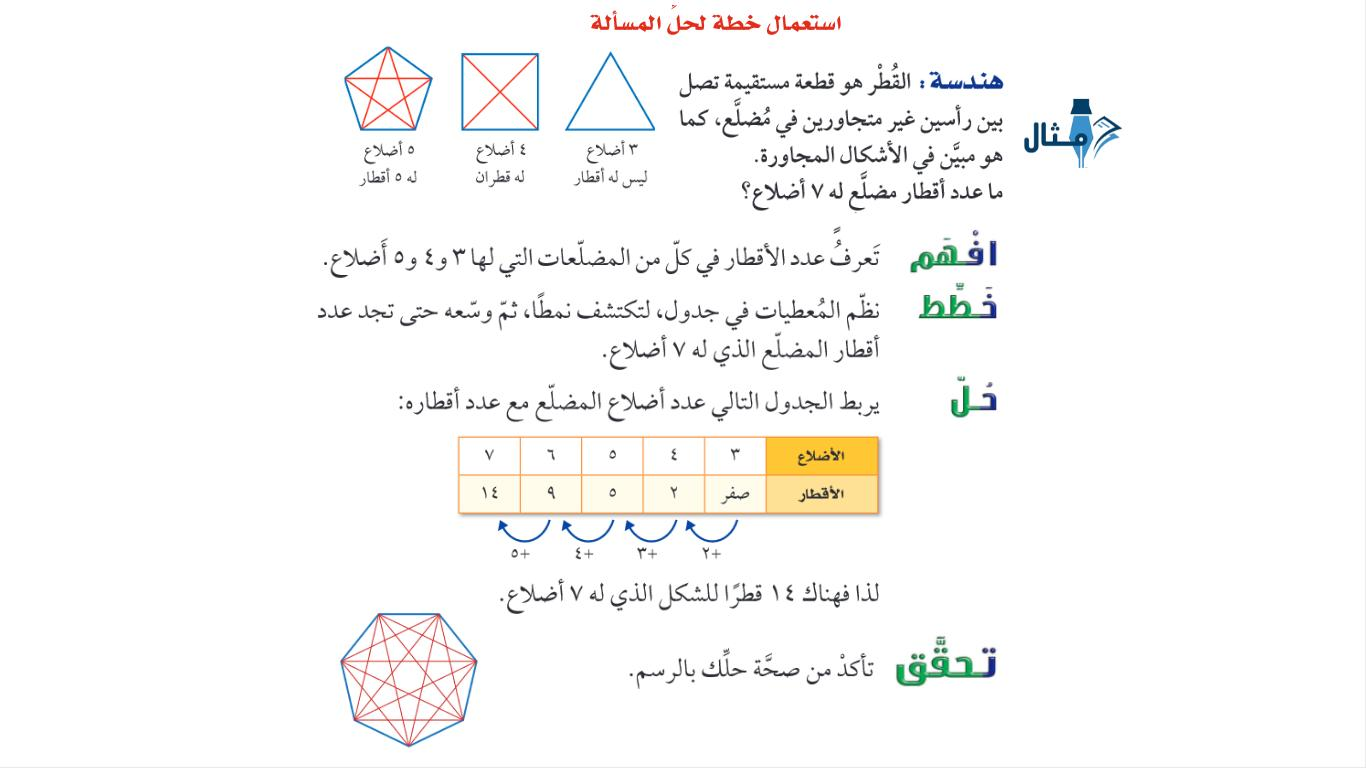 استعمال خطة لحلّ المسألة
مثال
هندسة : القُطْر هو قطعة مستقيمة تصل
بين رأسين غير متجاورين في مُضلَّع، كما
هو مبيَّن في الأشكال المجاورة.
ما عدد أقطار مضلَّع له ٧ أضلاع؟
٣ أضلاع
ليس له أقطار
٤ أضلاع
له قطران
٥ أضلاع
له ٥ أقطار
افْهَم تَعرفُ عدد الأقطار في كلّ من المضلّعات التي لها ٣ و٤ و٥ أَضلاع.
خَطِّط نظّم المُعطيات في جدول، لتكتشف نمطًا، ثمّ وسّعه حتى تجد عدد
أقطار المضلّع الذي له ٧ أضلاع.
حُلّ يربط الجدول التالي عدد أضلاع المضلّع مع عدد أقطاره:
الأضلاع ٣ ٤ ٥ ٦ ٧
الأقطار صفر ٢ ٥ ٩ ١٤
+٢ +٣ +٤ +٥
لذا فهناك ١٤ قطرًا للشكل الذي له ٧ أضلاع.
تحقَّق تأكدْ من صحَّة حلِّك بالرسم.